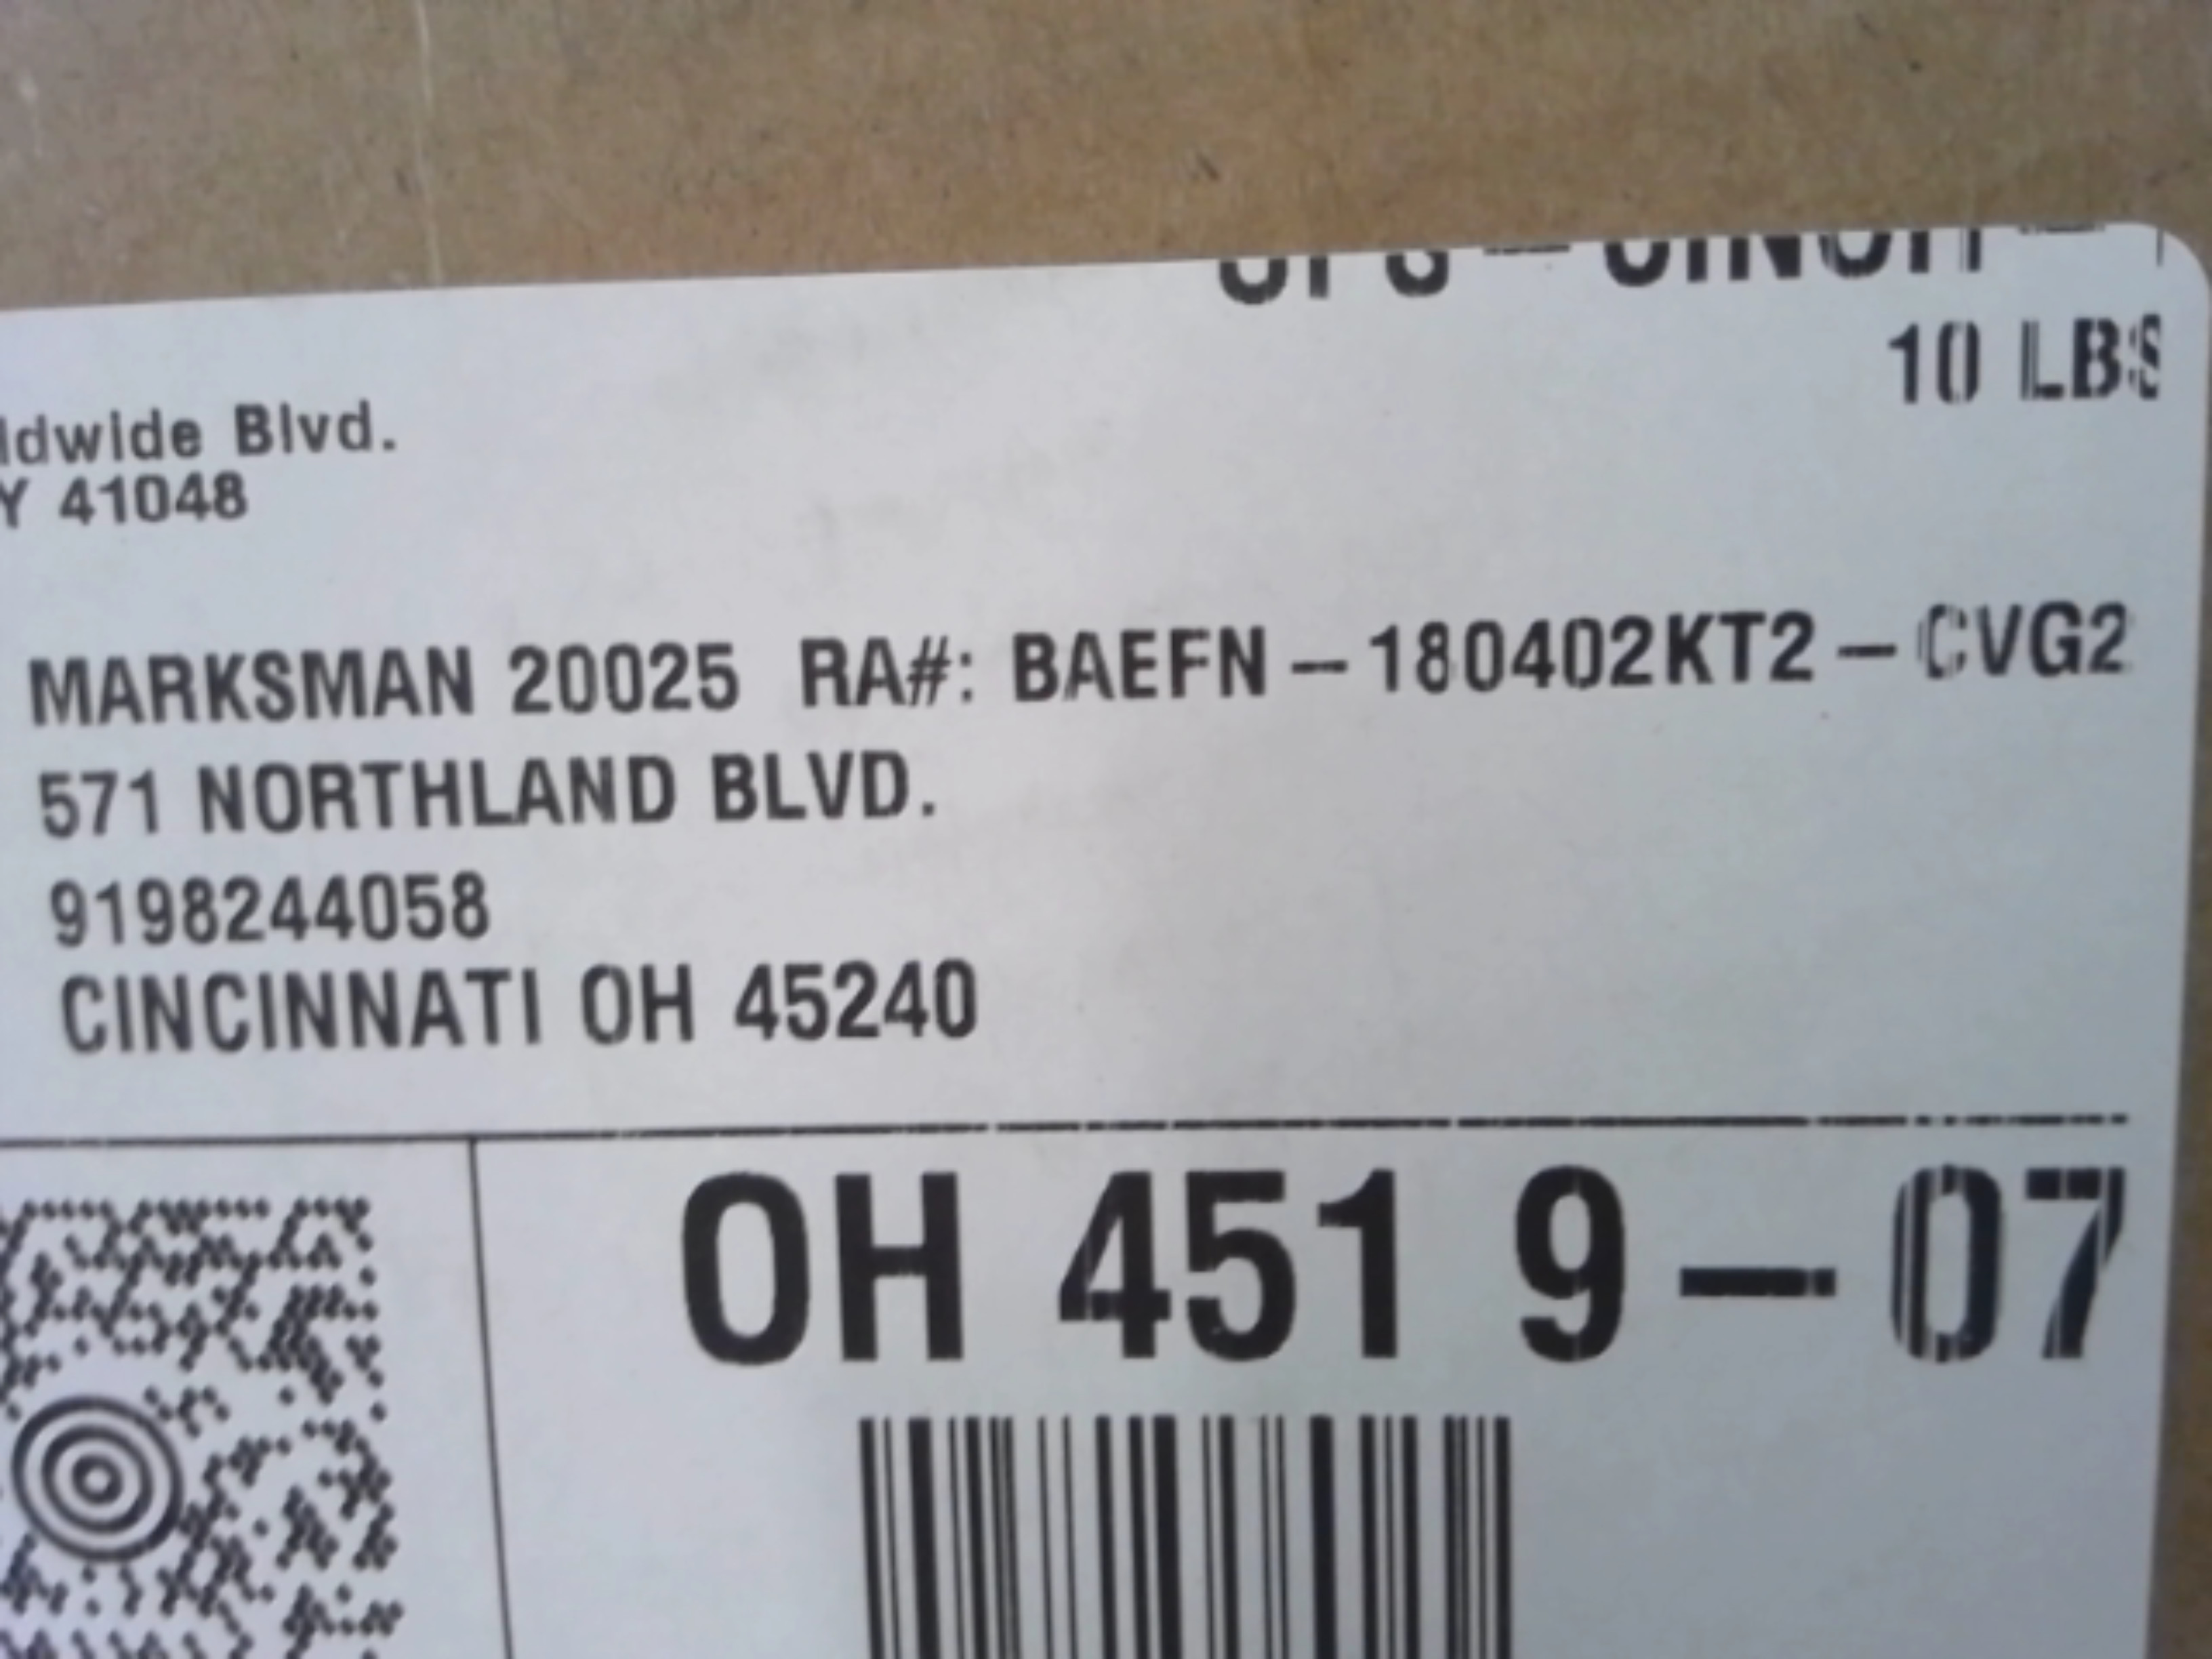 10 LBS
ldwide Blvd.
Y 41048
MARKSMAN 20025 RA#: BAEFN-180402KT2-CVG2
571 NORTHLAND BLVD.
9198244058
CINCINNATI OH 45240
OH 451 9-07